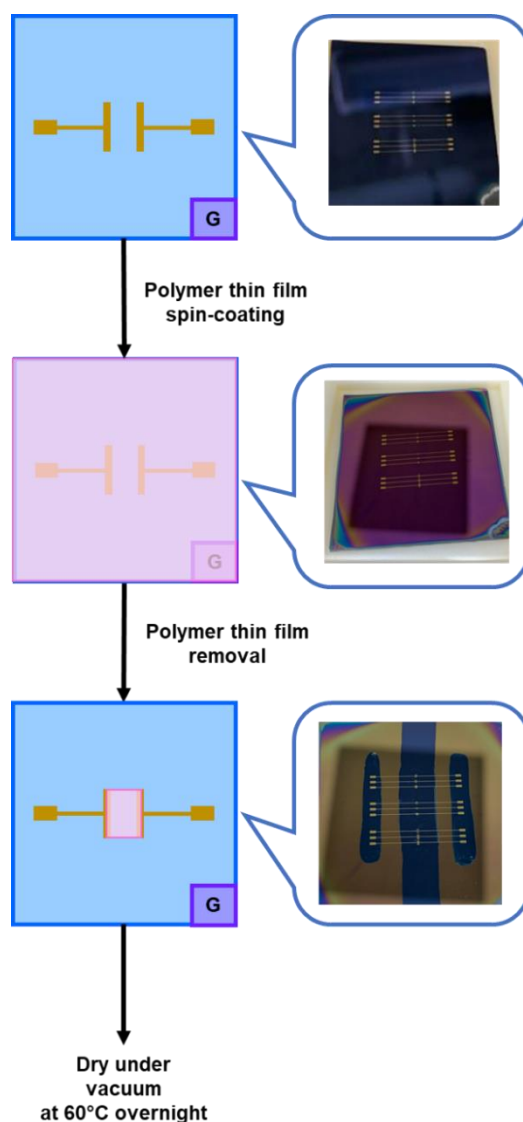 G
Polymer thin film
spin-coating
G
Polymer thin film
removal
G
Dry under
vacuum
at 60°C overnight